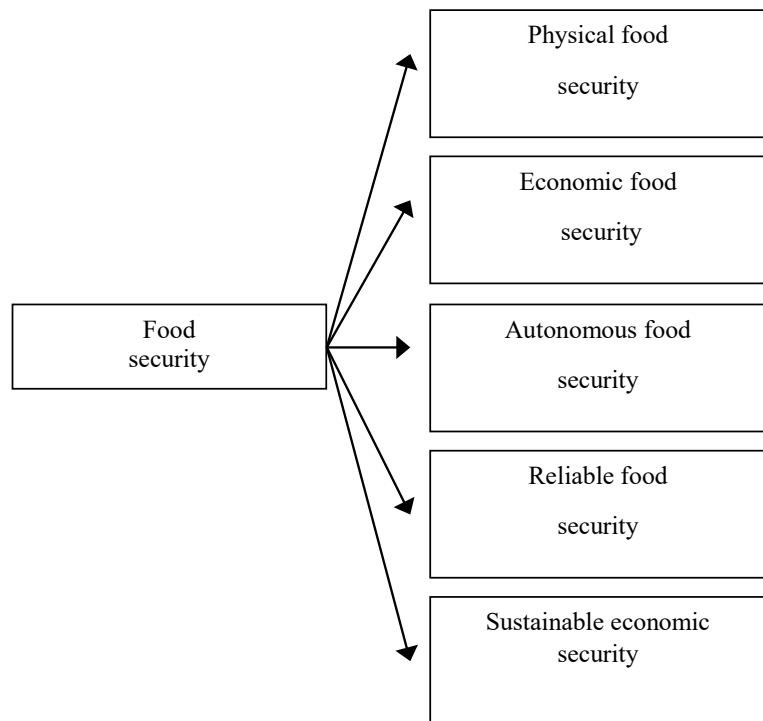 Physical food
security
Economic food
security
Food
security
Autonomous food
security
Reliable food
security
Sustainable economic
security